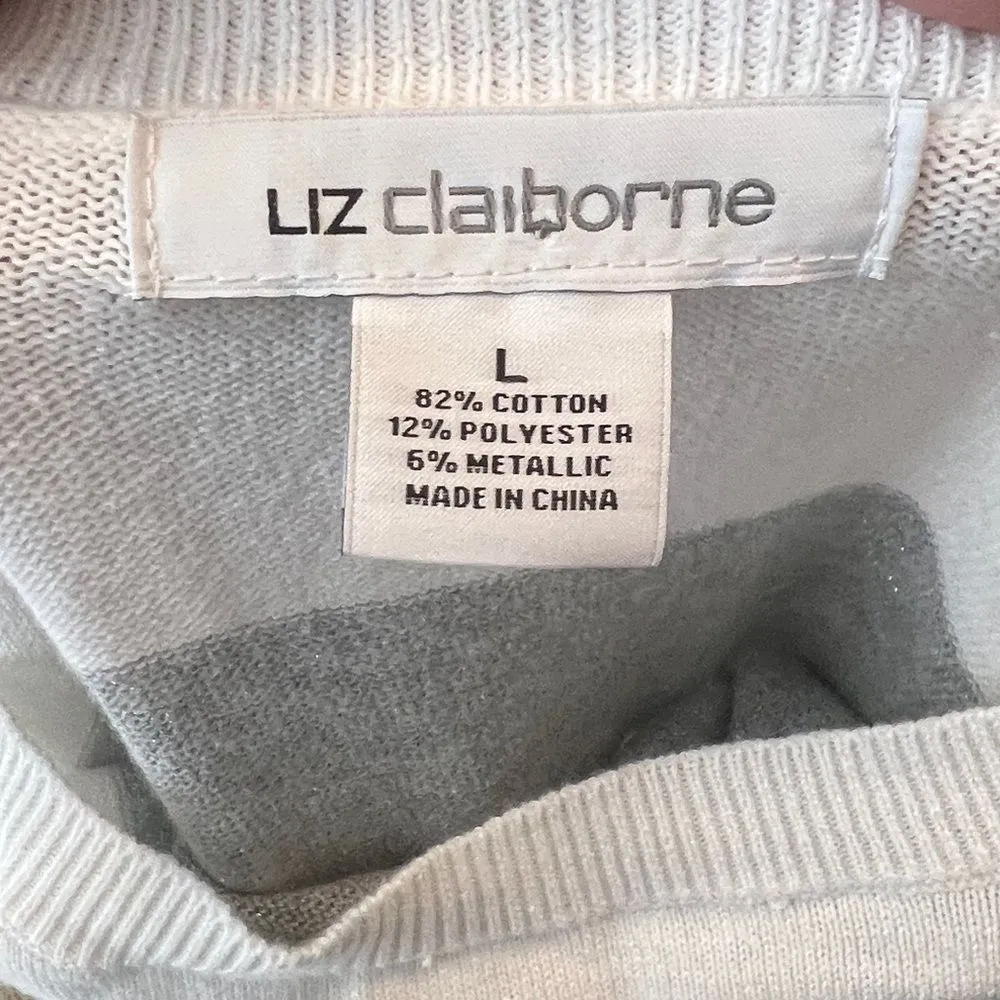 LIZ claiborne
L
82% COTTON
12% POLYESTER
6% METALLIC
MADE IN CHINA